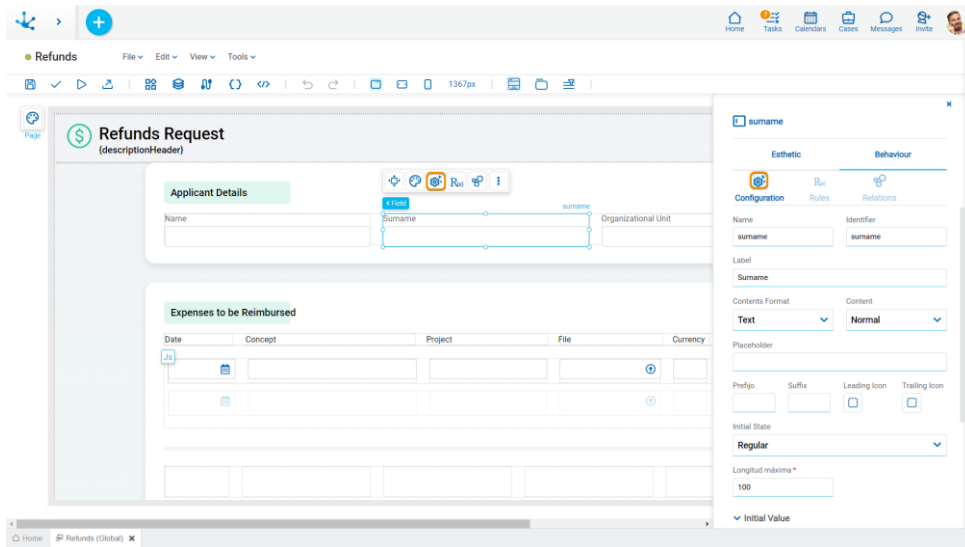 Home Tasks Calendars Cases Messages Invite
Refunds File Edit View Tools
1367px
Page
Refunds Request
{descriptionHeader}
Applicant Details
R(x)
Field
surname
Name Surname Organizational Unit
Expenses to be Reimbursed
Date Concept Project File Currency
Js
surname
Esthetic Behaviour
R(x)
Configuration Rules Relations
Name Identifier
surname surname
Label
Surname
Contents Format Content
Text Normal
Placeholder
Prefijo Suffix Leading Icon Trailing Icon
Initial State
Regular
Longitud máxima *
100
Initial Value
Home Refunds (Global)